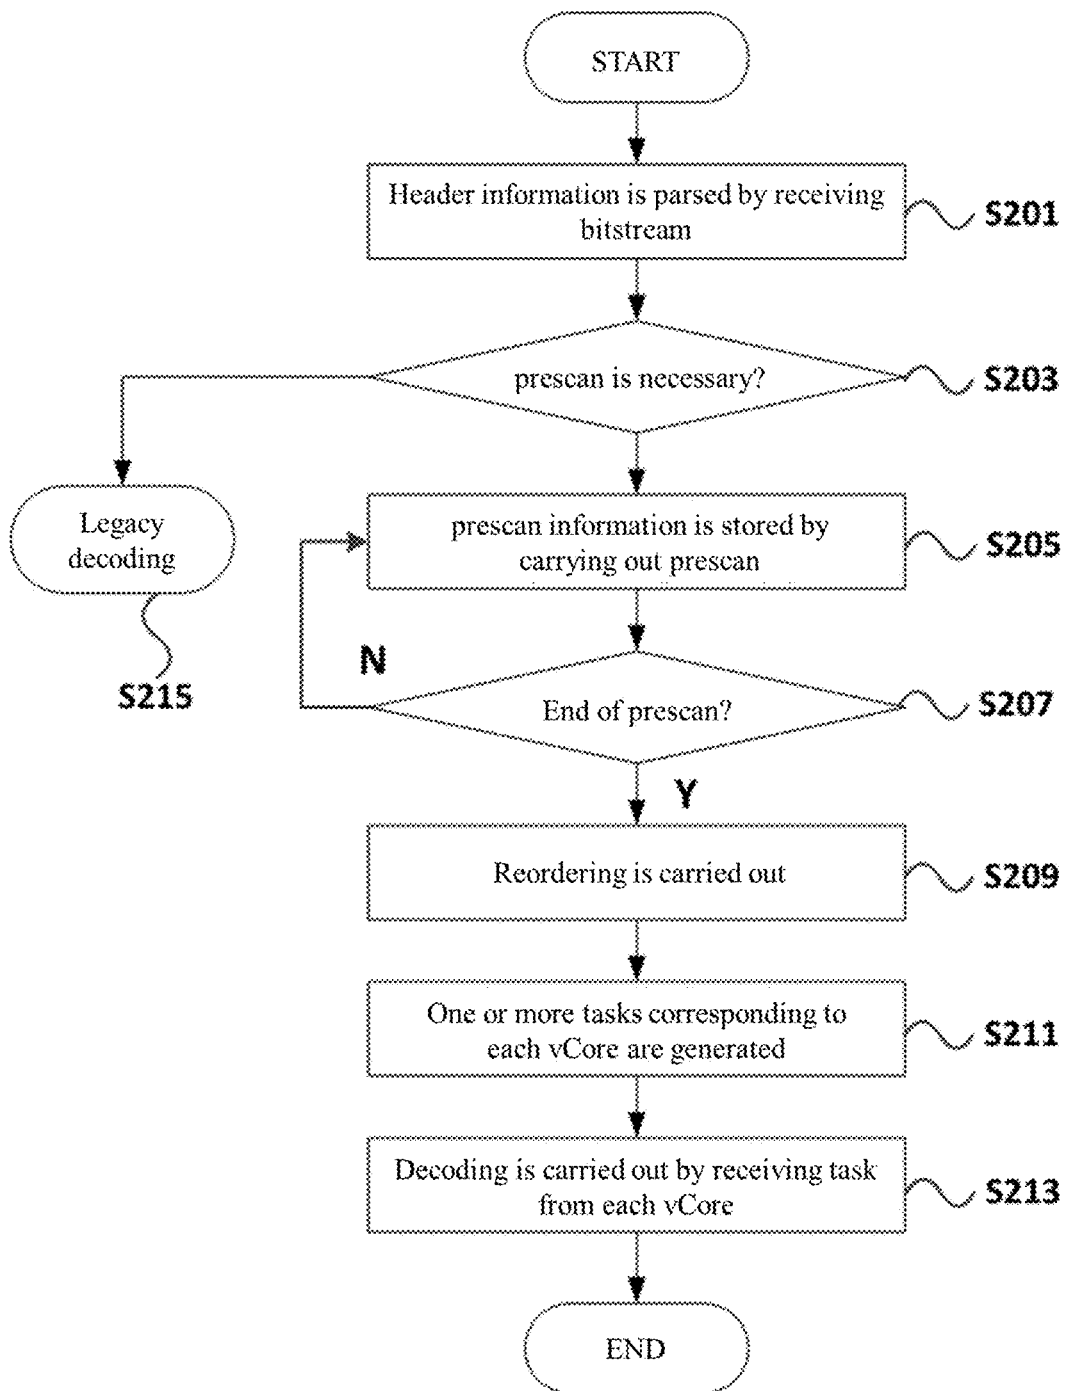 START
Header information is parsed by receiving
bitstream
S201
prescan is necessary?
S203
Legacy
decoding
S215
prescan information is stored by
carrying out prescan
S205
N
End of prescan?
S207
Y
Reordering is carried out
S209
One or more tasks corresponding to
each vCore are generated
S211
Decoding is carried out by receiving task
from each vCore
S213
END